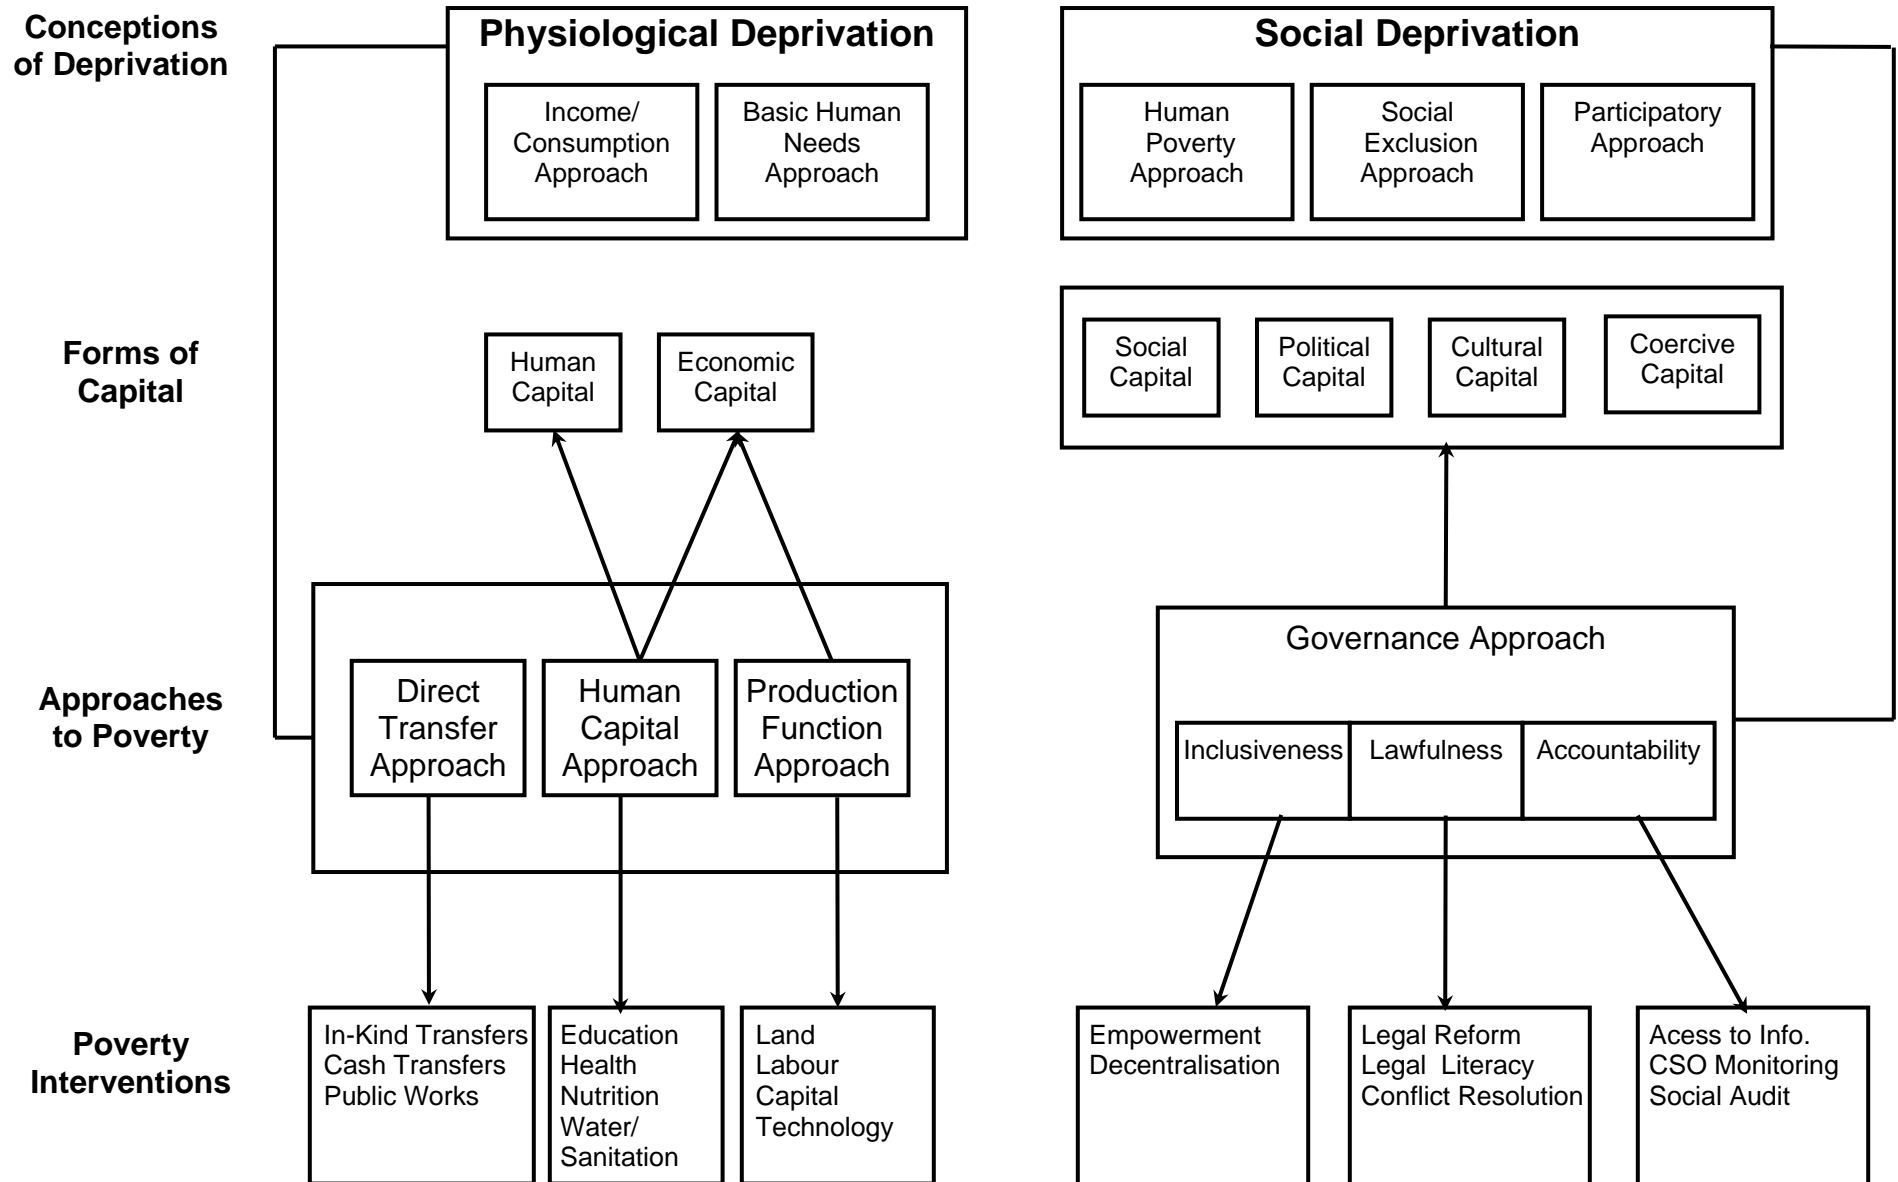 Conceptions
of Deprivation
Physiological Deprivation
Income/
Consumption
Approach
Basic Human
Needs
Approach
Social Deprivation
Human
Poverty
Approach
Social
Exclusion
Approach
Participatory
Approach
Forms of
Capital
Human
Capital
Economic
Capital
Social
Capital
Political
Capital
Cultural
Capital
Coercive
Capital
Approaches
to Poverty
Direct
Transfer
Approach
Human
Capital
Approach
Production
Function
Approach
Governance Approach
Inclusiveness
Lawfulness
Accountability
Poverty
Interventions
In-Kind Transfers
Cash Transfers
Public Works
Education
Health
Nutrition
Water/
Sanitation
Land
Labour
Capital
Technology
Empowerment
Decentralisation
Legal Reform
Legal Literacy
Conflict Resolution
Acess to Info.
CSO Monitoring
Social Audit